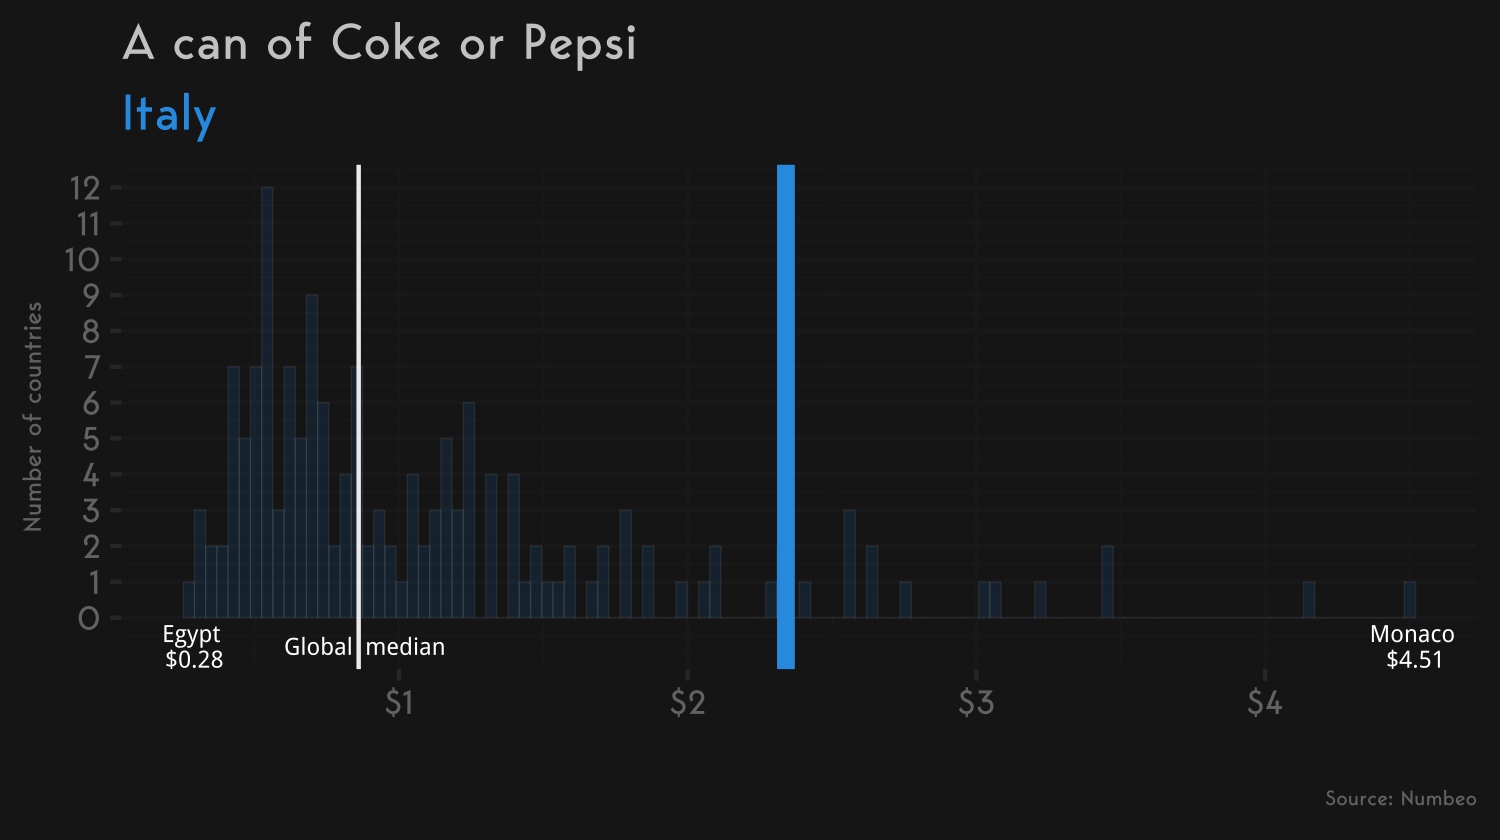 A can of Coke or Pepsi
Italy
Number of countries
12
11
10
9
8
7
6
5
4
3
2
1
0
Egypt
$0.28
Global median
Monaco
$4.51
$1 $2 $3 $4
Source: Numbeo